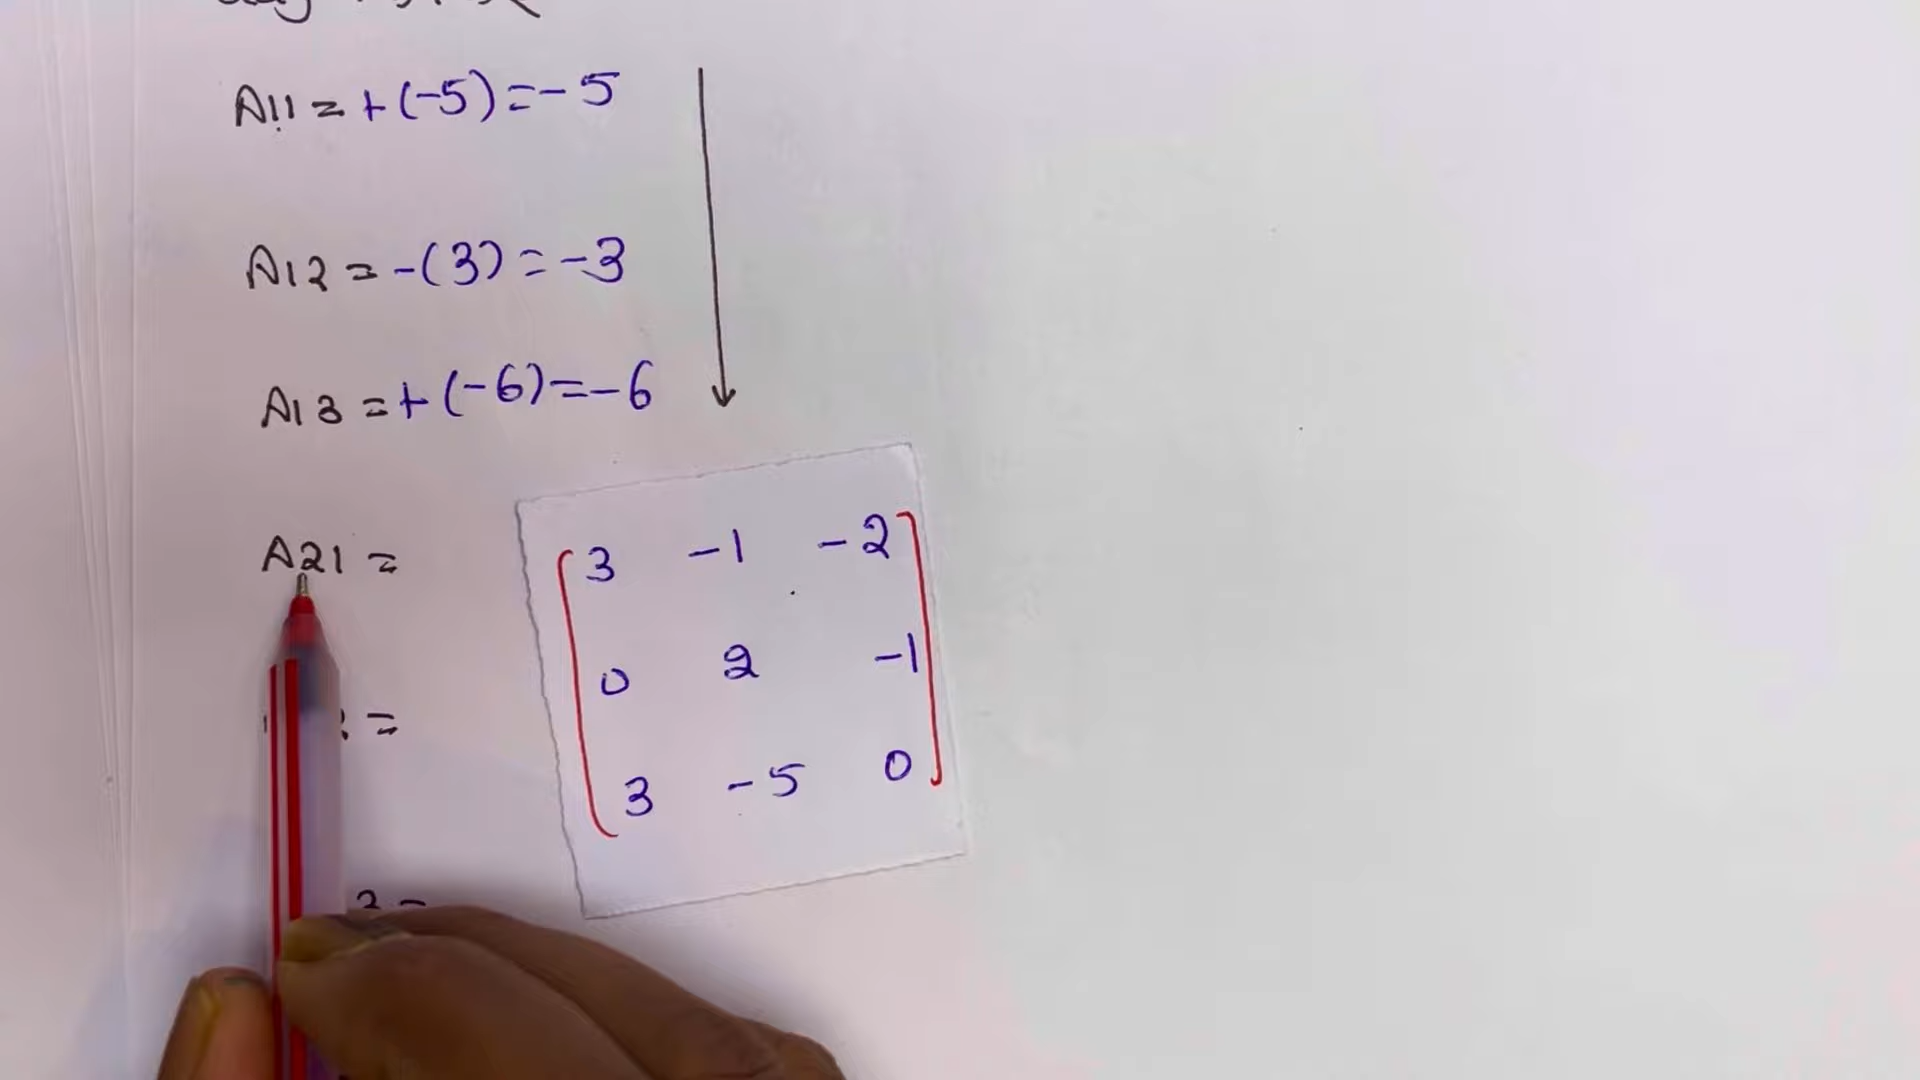 A11 = +(-5) = -5
A12 = -(3) = -3
A13 = +(-6) = -6
A21 =
=
3 -1 -2
0 2 -1
3 -5 0